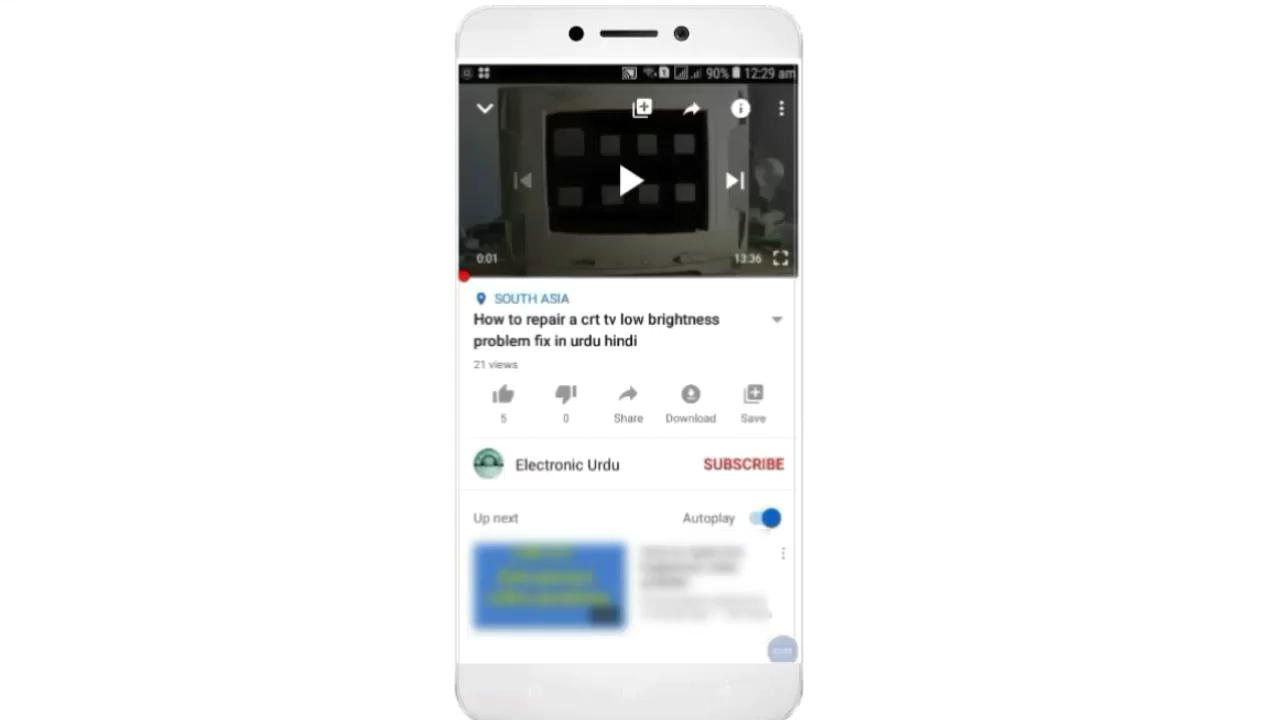 90% 12:29 am
0:01
13:36
SOUTH ASIA
How to repair a crt tv low brightness
problem fix in urdu hindi
21 views
5
0
Share
Download
Save
Electronic Urdu
SUBSCRIBE
Up next
Autoplay